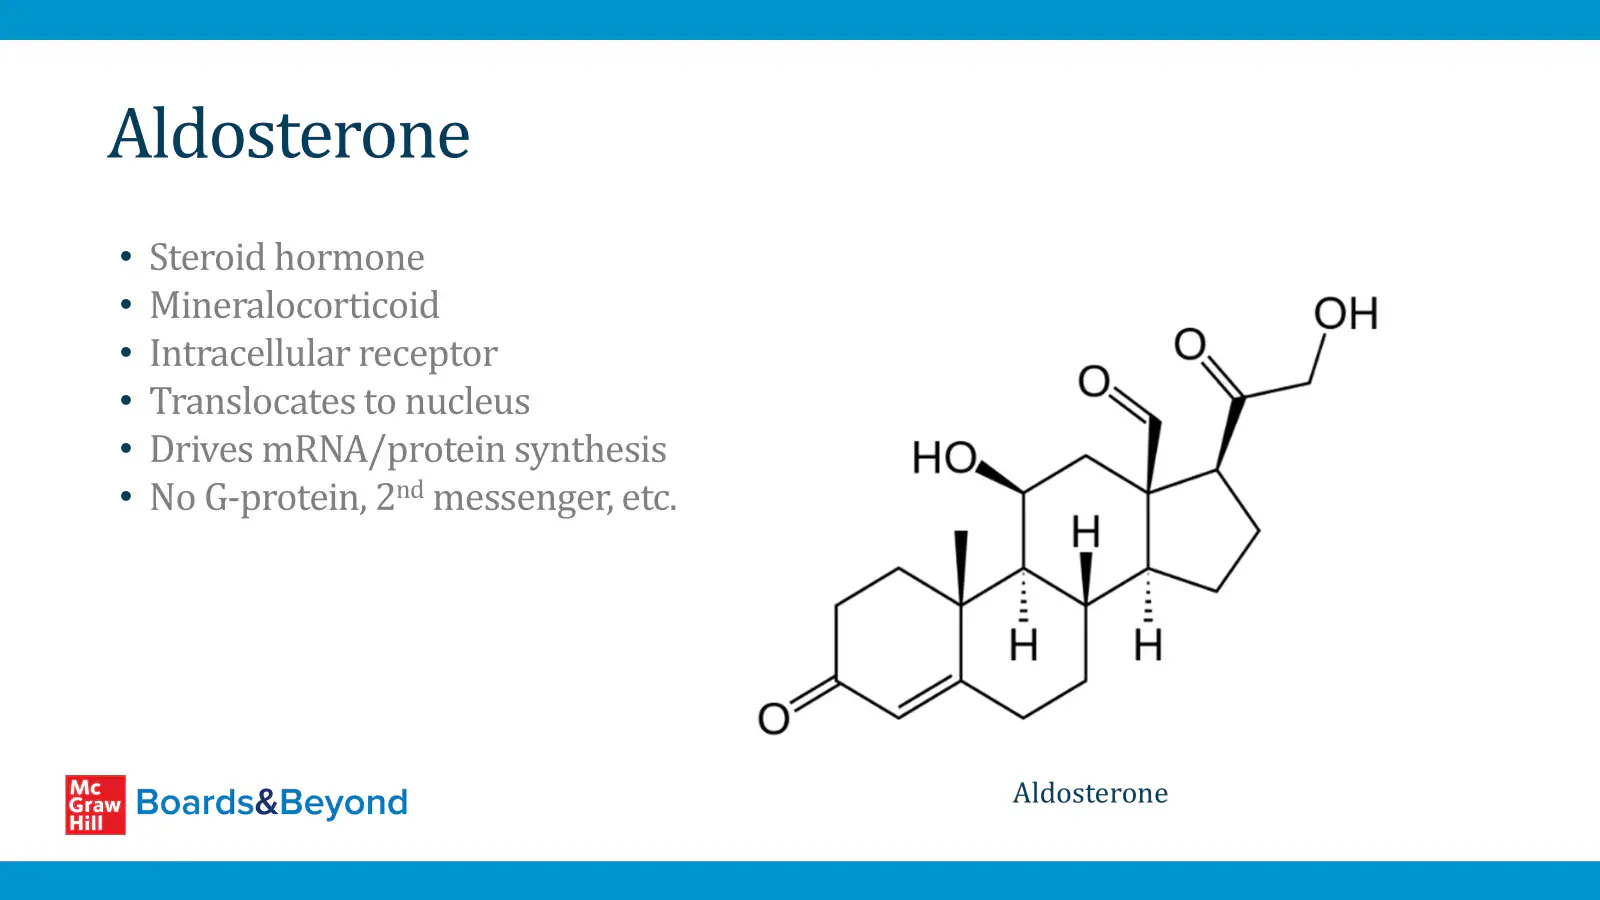 Aldosterone
• Steroid hormone
• Mineralocorticoid
• Intracellular receptor
• Translocates to nucleus
• Drives mRNA/protein synthesis
• No G-protein, 2nd messenger, etc.
OH
O
O
HO
H
H
H
O
Aldosterone
Mc
Graw
Hill
Boards&Beyond